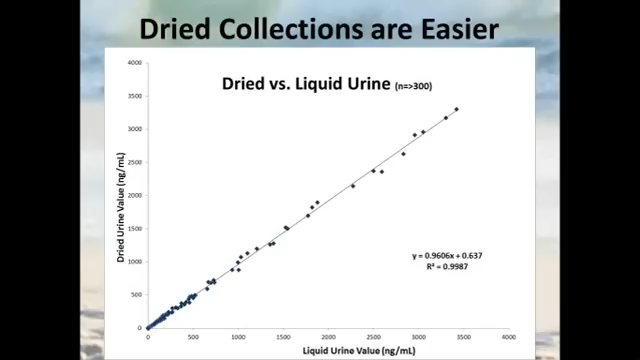 Dried Collections are Easier
Dried vs. Liquid Urine (n=>300)
4000
3500
3000
2500
2000
1500
1000
500
0
Dried Urine Value (ng/mL)
y = 0.9606x + 0.637
R² = 0.9987
0 500 1000 1500 2000 2500 3000 3500 4000
Liquid Urine Value (ng/mL)